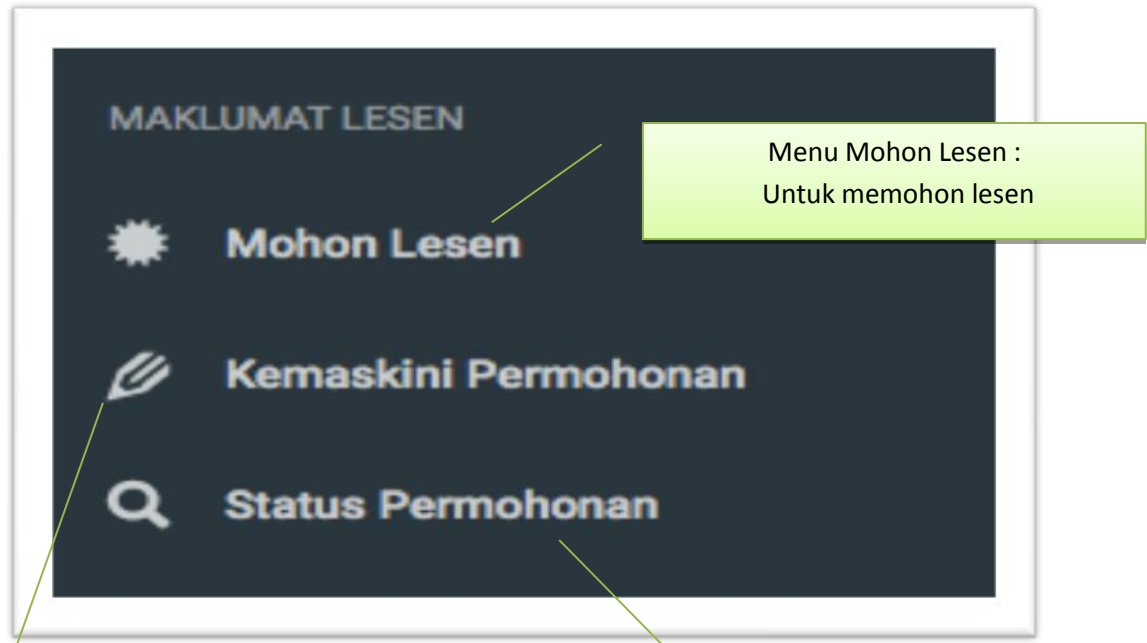 MAKLUMAT LESEN
Menu Mohon Lesen :
Untuk memohon lesen
Mohon Lesen
Kemaskini Permohonan
Status Permohonan